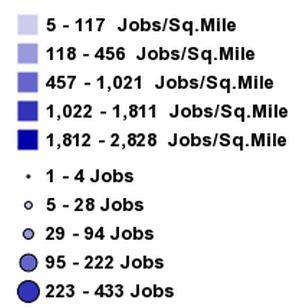 5 - 117 Jobs/Sq.Mile
118 - 456 Jobs/Sq.Mile
457 - 1,021 Jobs/Sq.Mile
1,022 - 1,811 Jobs/Sq.Mile
1,812 - 2,828 Jobs/Sq.Mile
1 - 4 Jobs
5 - 28 Jobs
29 - 94 Jobs
95 - 222 Jobs
223 - 433 Jobs